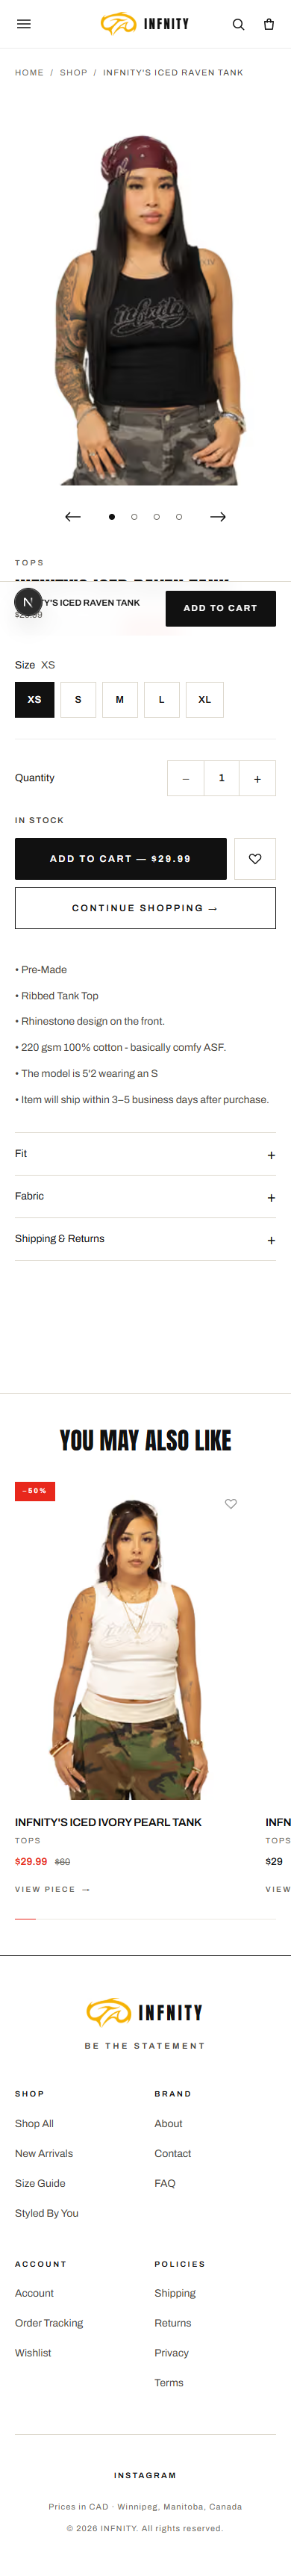 INFNITY
HOME / SHOP / INFNITY'S ICED RAVEN TANK
infinity
TOPS
INFNITY'S ICED RAVEN TANK
N
Y'S ICED RAVEN TANK
ADD TO CART
Size XS
XS S M L XL
Quantity
– 1 +
IN STOCK
ADD TO CART — $29.99
CONTINUE SHOPPING →
• Pre-Made
• Ribbed Tank Top
• Rhinestone design on the front.
• 220 gsm 100% cotton - basically comfy ASF.
• The model is 5'2 wearing an S
• Item will ship within 3–5 business days after purchase.
Fit +
Fabric +
Shipping & Returns +
YOU MAY ALSO LIKE
−50%
INFNITY'S ICED IVORY PEARL TANK
TOPS
$29.99 $60
VIEW PIECE →
INFN
TOPS
$29
VIEW
INFNITY
BE THE STATEMENT
SHOP
Shop All
New Arrivals
Size Guide
Styled By You
BRAND
About
Contact
FAQ
ACCOUNT
Account
Order Tracking
Wishlist
POLICIES
Shipping
Returns
Privacy
Terms
INSTAGRAM
Prices in CAD · Winnipeg, Manitoba, Canada
© 2026 INFNITY. All rights reserved.